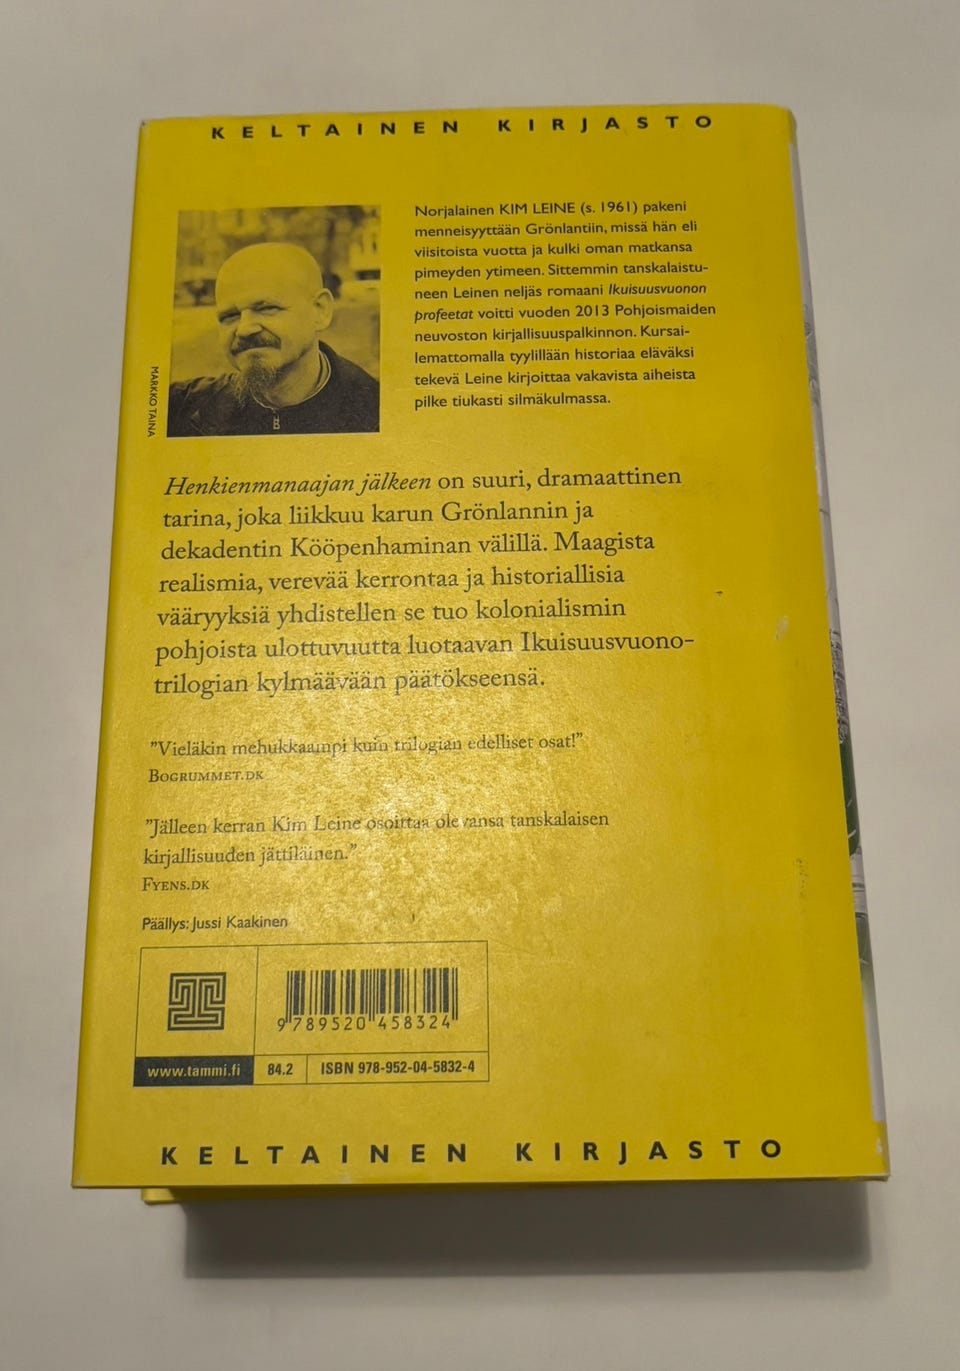 KELTAINEN KIRJASTO
Norjalainen KIM LEINE (s. 1961) pakeni
menneisyyttään Grönlantiin, missä hän eli
viisitoista vuotta ja kulki oman matkansa
pimeyden ytimeen. Sittemmin tanskalaistu-
neen Leinen neljäs romaani Ikuisuusvuonon
profeetat voitti vuoden 2013 Pohjoismaiden
neuvoston kirjallisuuspalkinnon. Kursai-
lemattomalla tyylillään historiaa eläväksi
tekevä Leine kirjoittaa vakavista aiheista
pilke tiukasti silmäkulmassa.
MARKKO TAINA
Henkienmanaajan jälkeen on suuri, dramaattinen
tarina, joka liikkuu karun Grönlannin ja
dekadentin Kööpenhaminan välillä. Maagista
realismia, verevää kerrontaa ja historiallisia
vääryyksiä yhdistellen se tuo kolonialismin
pohjoista ulottuvuutta luotaavan Ikuisuusvuono-
trilogian kylmäävään päätökseensä.
”Vieläkin mehukkaampi kuin trilogian edelliset osat!”
BOGRUMMET.DK
”Jälleen kerran Kim Leine osoittaa olevansa tanskalaisen
kirjallisuuden jättiläinen.”
FYENS.DK
Päällys: Jussi Kaakinen
9 789520 458324
www.tammi.fi
84.2
ISBN 978-952-04-5832-4
KELTAINEN KIRJASTO